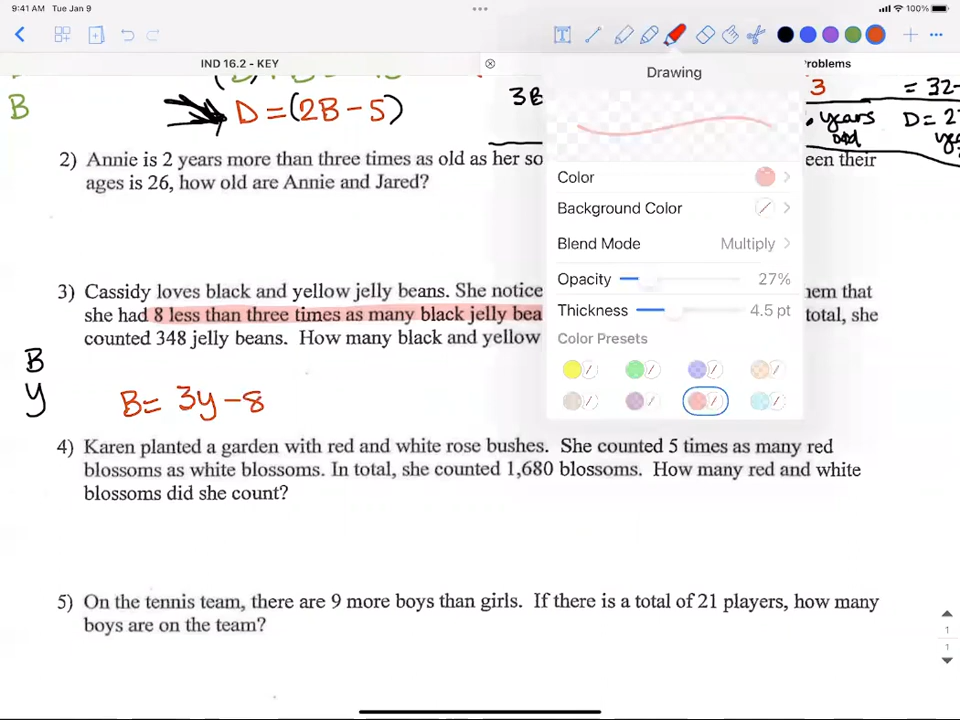 9:41 AM Tue Jan 9
100%
IND 16.2 - KEY
roblems
Drawing
B
D = (2B - 5)
3B
3
= 32-
years
old
D = 2
2) Annie is 2 years more than three times as old as her so
een their
ages is 26, how old are Annie and Jared?
Color
Background Color
Blend Mode Multiply
Opacity 27%
Thickness 4.5 pt
Color Presets
3) Cassidy loves black and yellow jelly beans. She notice
hem that
she had 8 less than three times as many black jelly bea
total, she
counted 348 jelly beans. How many black and yellow
B
y
B = 3y - 8
4) Karen planted a garden with red and white rose bushes. She counted 5 times as many red
blossoms as white blossoms. In total, she counted 1,680 blossoms. How many red and white
blossoms did she count?
5) On the tennis team, there are 9 more boys than girls. If there is a total of 21 players, how many
boys are on the team?
1
1